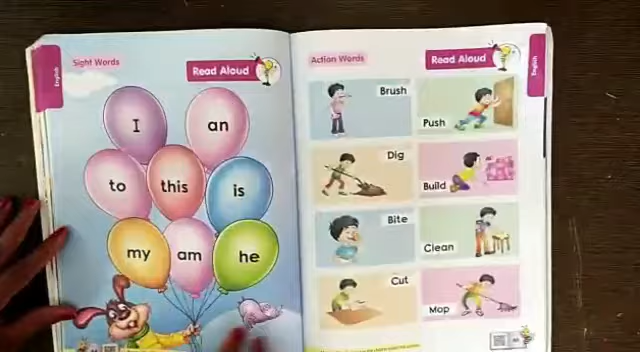 English
Sight Words
Read Aloud
I
an
to
this
is
my
am
he
Action Words
Read Aloud
English
Brush
Push
Dig
Build
Bite
Clean
Cut
Mop